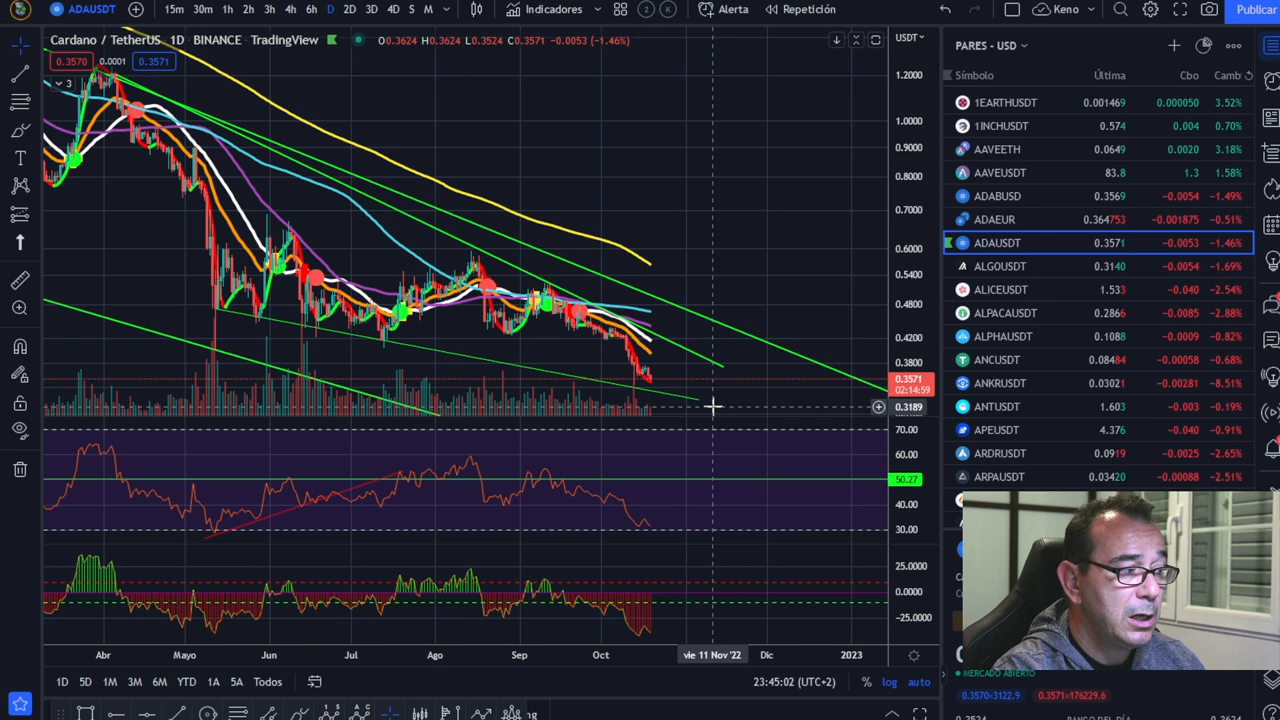 ADAUSDT
15m 30m 1h 2h 3h 4h 6h D 2D 3D 4D S M
Indicadores
2 K
Alerta
Repetición
Keno
Publicar
Cardano / TetherUS 1D BINANCE TradingView
O0.3624 H0.3624 L0.3524 C0.3571 -0.0053 (-1.46%)
0.3570 0.0001 0.3571
3
USDT
1.2000
1.0000
0.9000
0.8000
0.7000
0.6000
0.5400
0.4800
0.4200
0.3800
0.3571
02:14:59
0.3189
70.00
60.00
50.27
40.00
30.00
25.0000
0.0000
-25.0000
Abr Mayo Jun Jul Ago Sep Oct vie 11 Nov '22 Dic 2023
1D 5D 1M 3M 6M YTD 1A 5A Todos
23:45:02 (UTC+2) % log auto
PARES - USD
Símbolo Última Cbo Camb
1EARTHUSDT 0.001469 0.000050 3.52%
1INCHUSDT 0.574 0.004 0.70%
AAVEETH 0.0649 0.0020 3.18%
AAVEUSDT 83.8 1.3 1.58%
ADABUSD 0.3569 -0.0054 -1.49%
ADAEUR 0.364753 -0.001875 -0.51%
ADAUSDT 0.3571 -0.0053 -1.46%
ALGOUSDT 0.3140 -0.0054 -1.69%
ALICEUSDT 1.533 -0.040 -2.54%
ALPACAUSDT 0.2866 -0.0085 -2.88%
ALPHAUSDT 0.1088 -0.0009 -0.82%
ANCUSDT 0.08484 -0.00058 -0.68%
ANKRUSDT 0.03021 -0.00281 -8.51%
ANTUSDT 1.603 -0.003 -0.19%
APEUSDT 4.376 -0.040 -0.91%
ARDRUSDT 0.0919 -0.0025 -2.65%
ARPAUSDT 0.03420 -0.00088 -2.51%
MERCADO ABIERTO
0.3570×3122.9 0.3571×176229.6